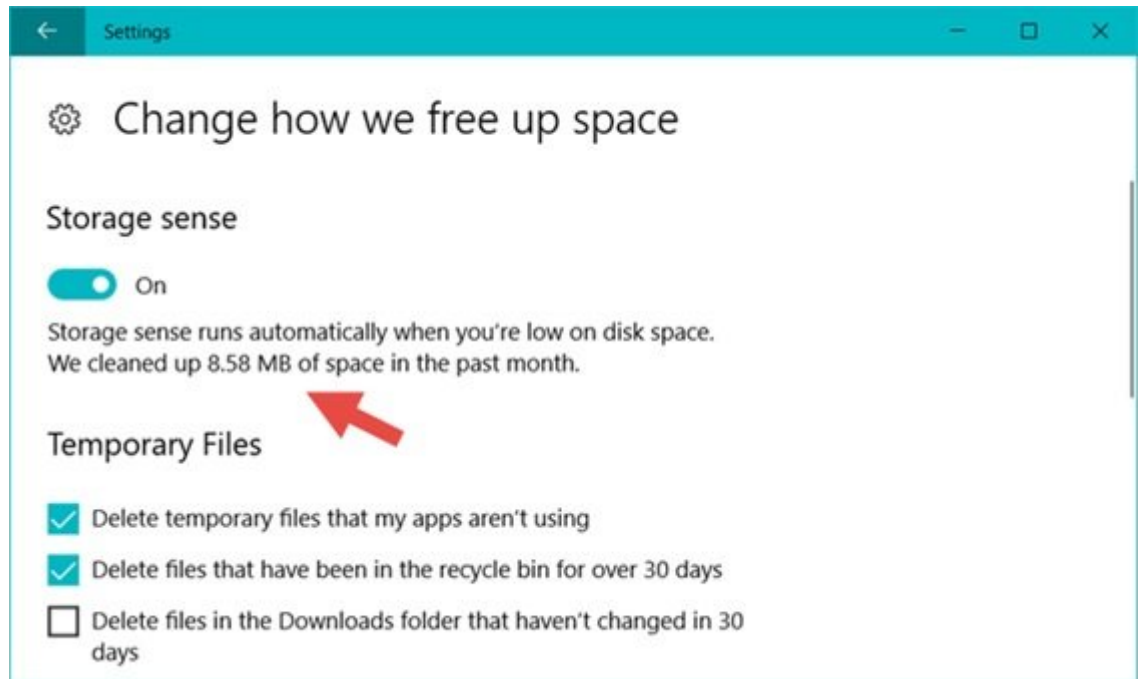 Settings
Change how we free up space
Storage sense
On
Storage sense runs automatically when you're low on disk space.
We cleaned up 8.58 MB of space in the past month.
Temporary Files
Delete temporary files that my apps aren't using
Delete files that have been in the recycle bin for over 30 days
Delete files in the Downloads folder that haven't changed in 30
days